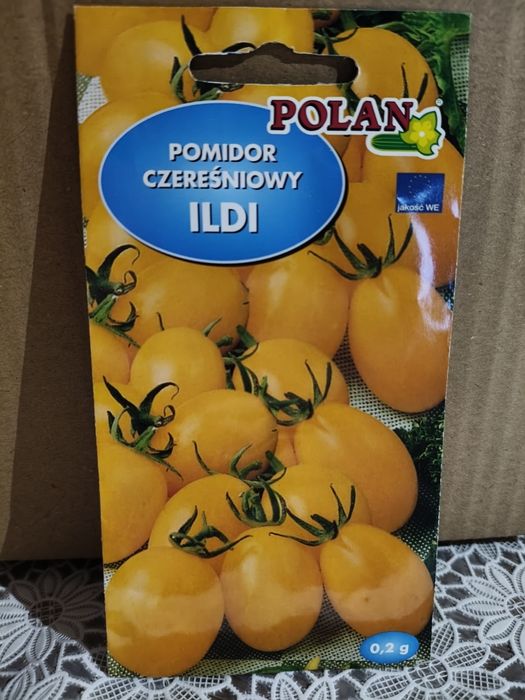 POLAN
POMIDOR
CZEREŚNIOWY
ILDI
jakość WE
0,2 g